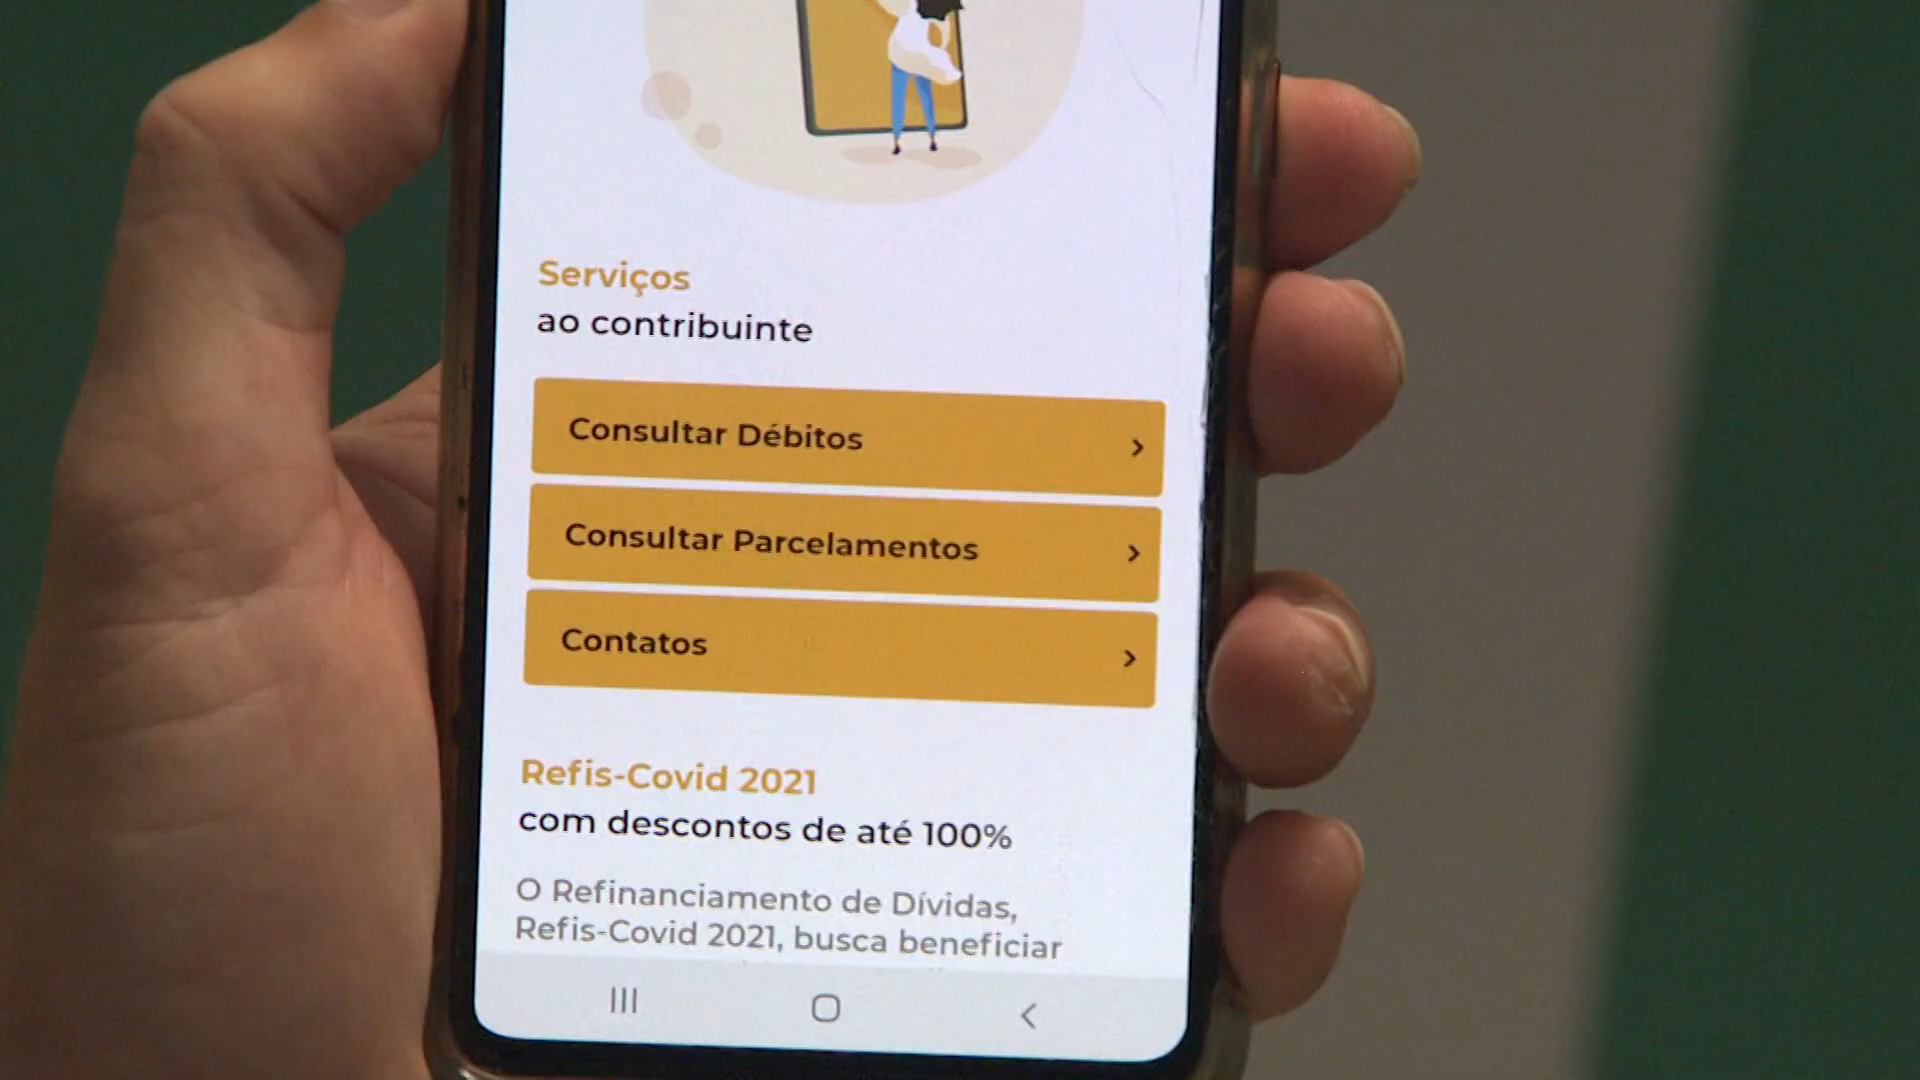 Serviços
ao contribuinte
Consultar Débitos
Consultar Parcelamentos
Contatos
Refis-Covid 2021
com descontos de até 100%
O Refinanciamento de Dívidas,
Refis-Covid 2021, busca beneficiar